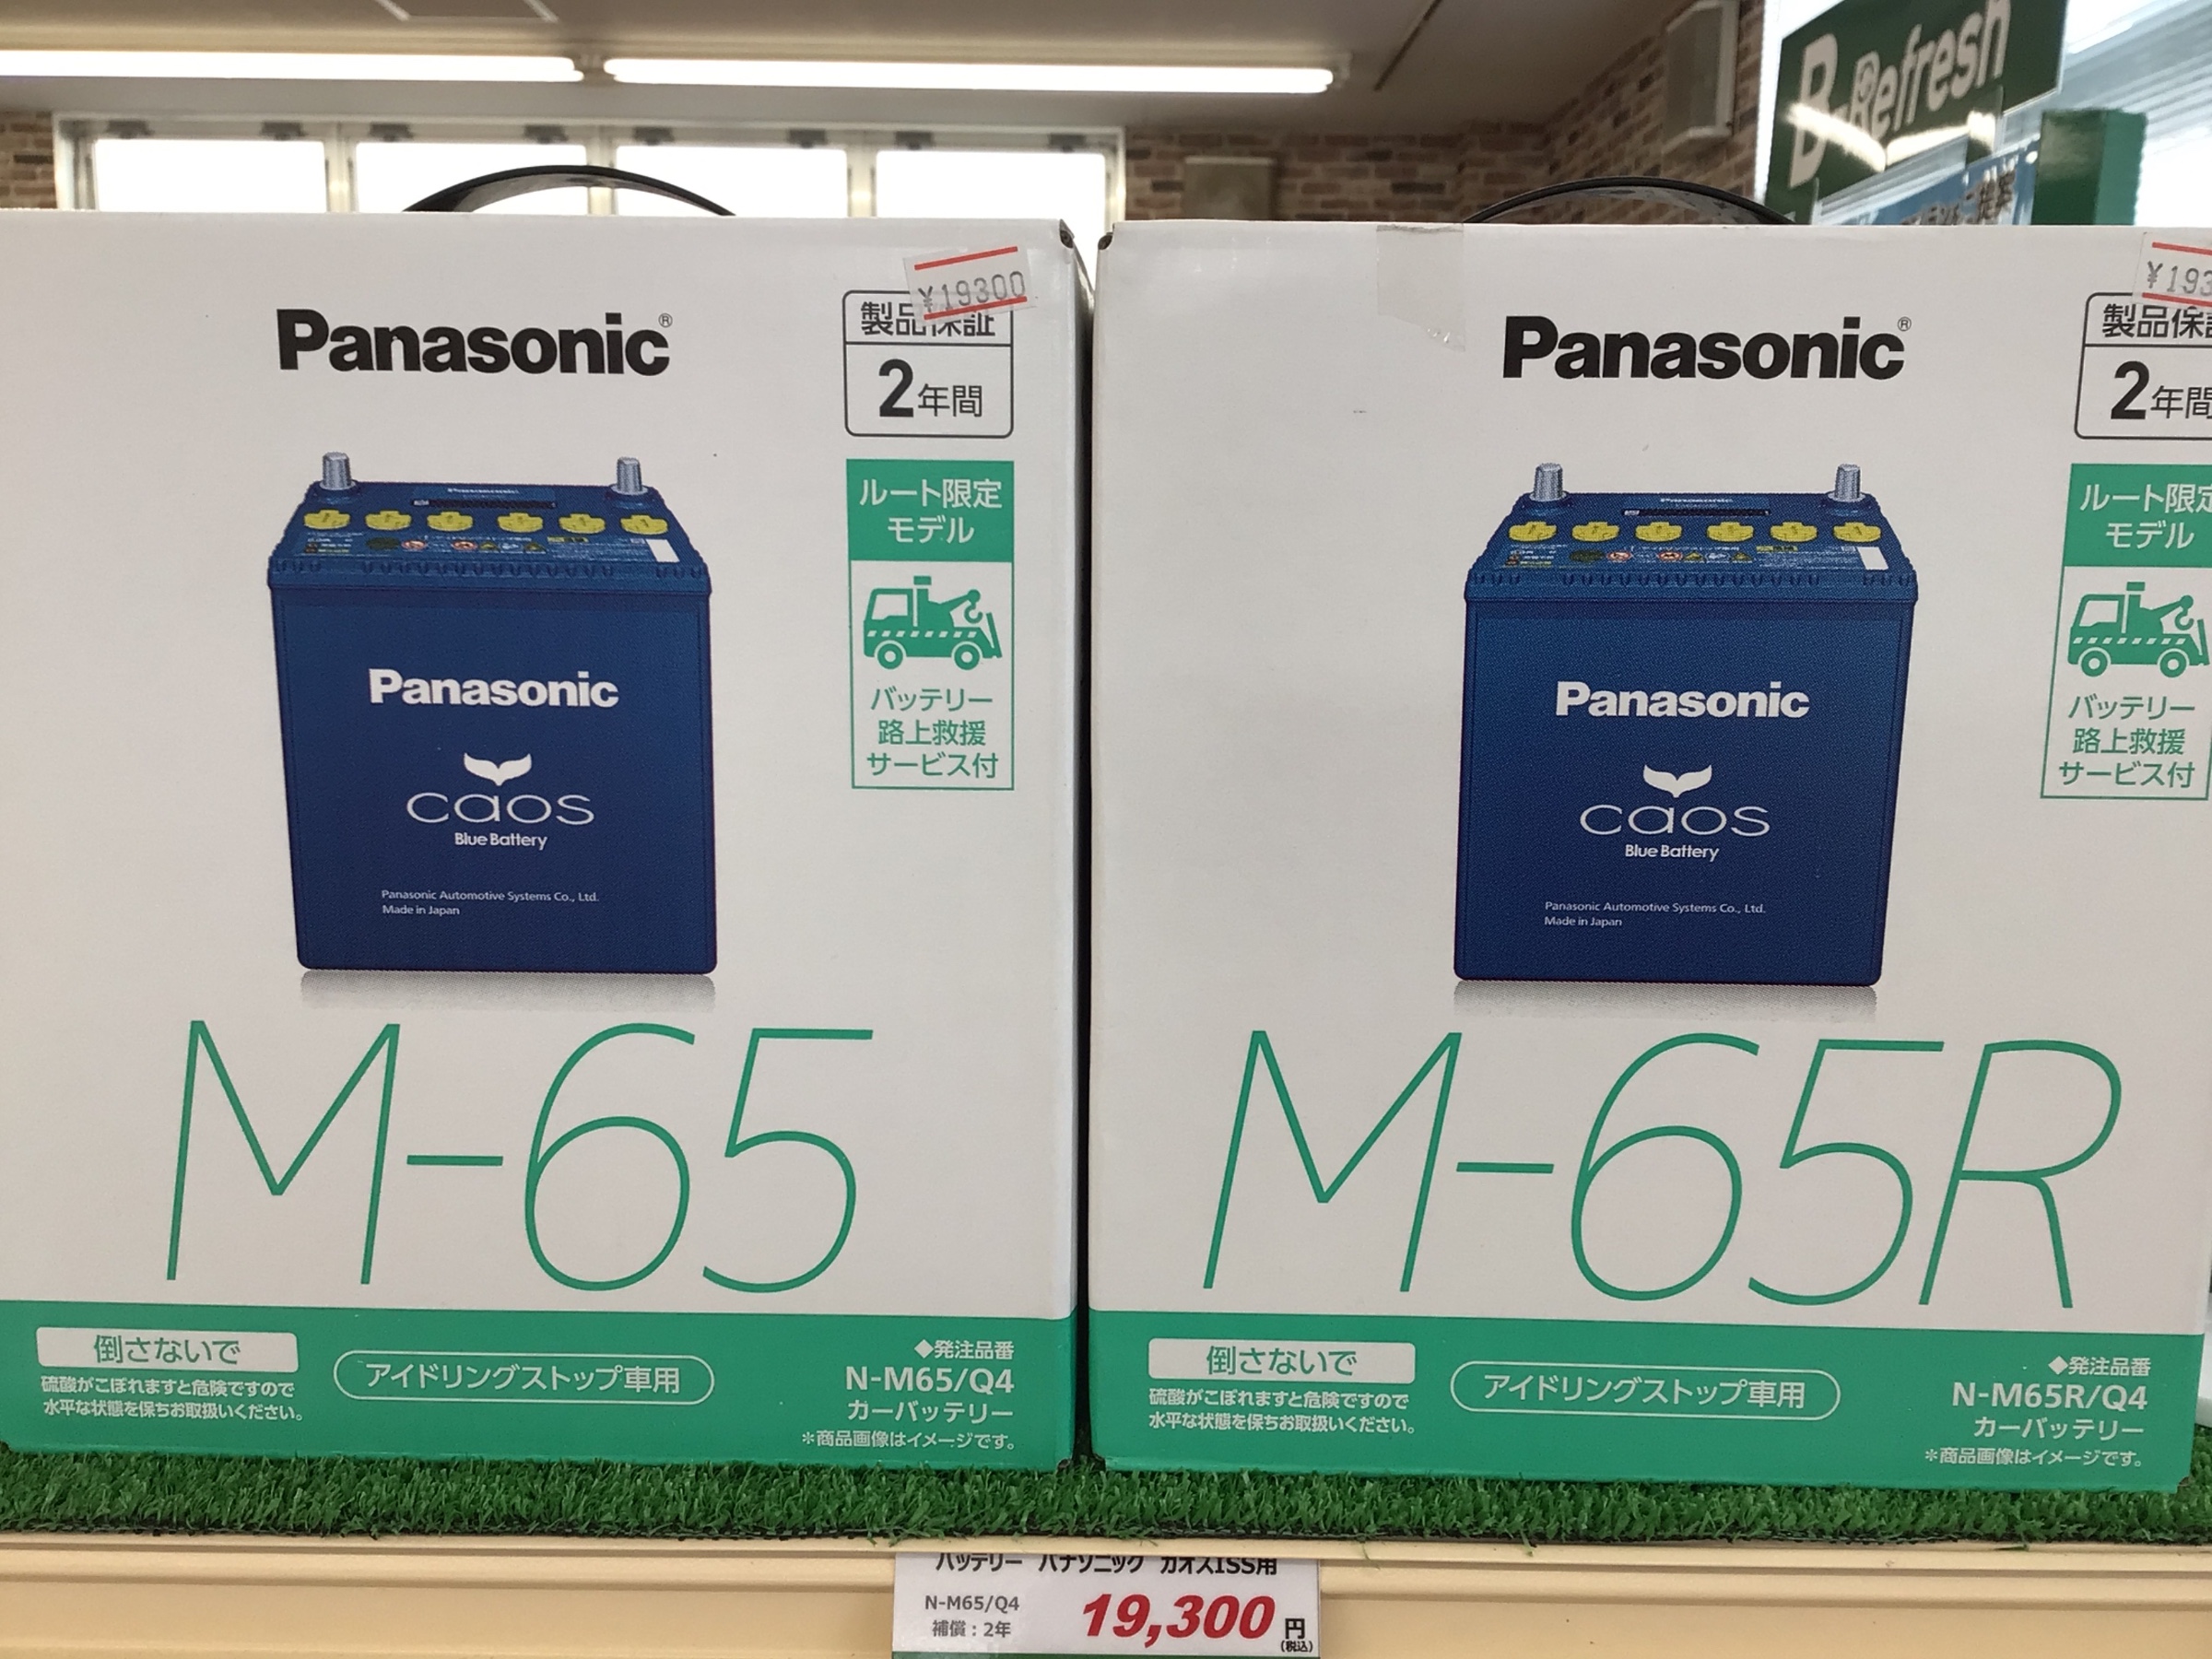 B-Refresh
Panasonic®
¥19300
製品保証
2年間
ルート限定
モデル
バッテリー
路上救援
サービス付
Panasonic
caos
Blue Battery
Panasonic Automotive Systems Co., Ltd.
Made in Japan
M-65
倒さないで
硫酸がこぼれますと危険ですので
水平な状態を保ちお取扱いください。
アイドリングストップ車用
◆発注品番
N-M65/Q4
カーバッテリー
*商品画像はイメージです。
Panasonic®
¥193
製品保証
2年間
ルート限定
モデル
バッテリー
路上救援
サービス付
Panasonic
caos
Blue Battery
Panasonic Automotive Systems Co., Ltd.
Made in Japan
M-65R
倒さないで
硫酸がこぼれますと危険ですので
水平な状態を保ちお取扱いください。
アイドリングストップ車用
◆発注品番
N-M65R/Q4
カーバッテリー
*商品画像はイメージです。
バッテリー パナソニック カオスISS用
N-M65/Q4
補償：2年
19,300円
(税込)